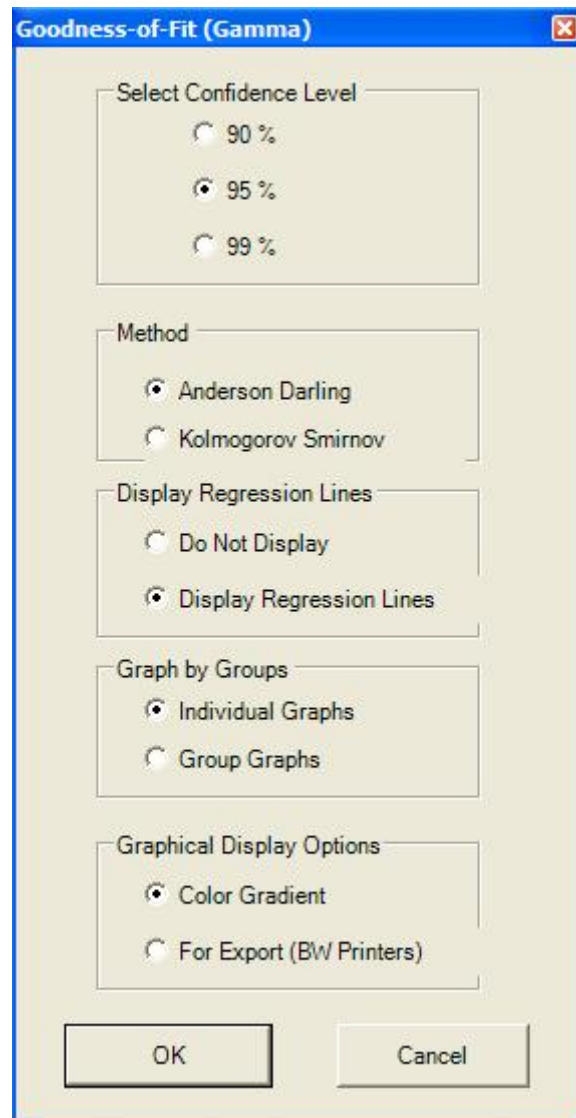 Goodness-of-Fit (Gamma)
Select Confidence Level
90 %
95 %
99 %
Method
Anderson Darling
Kolmogorov Smirnov
Display Regression Lines
Do Not Display
Display Regression Lines
Graph by Groups
Individual Graphs
Group Graphs
Graphical Display Options
Color Gradient
For Export (BW Printers)
OK
Cancel